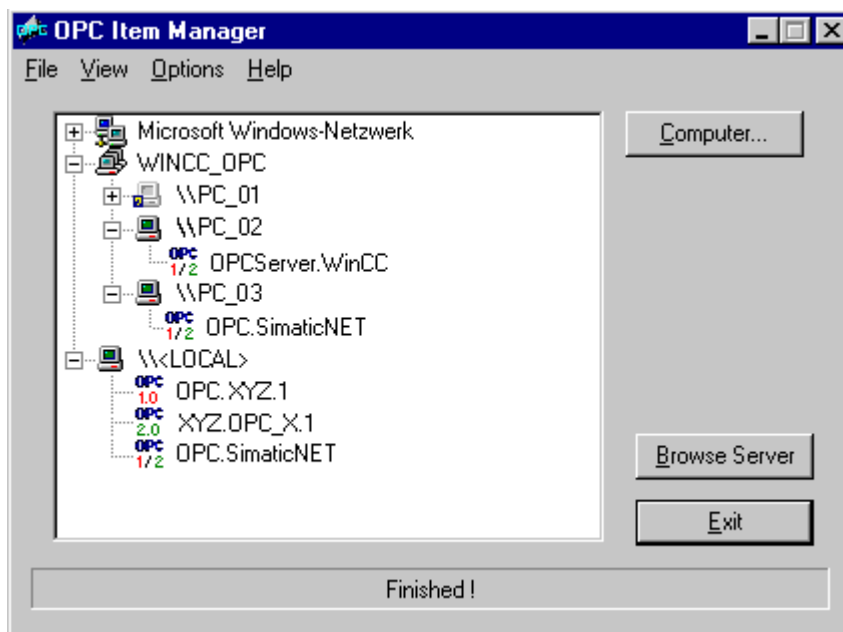 OPC Item Manager
File View Options Help
Microsoft Windows-Netzwerk
WINCC_OPC
\\PC_01
\\PC_02
OPC 1/2 OPCServer.WinCC
\\PC_03
OPC 1/2 OPC.SimaticNET
\\<LOCAL>
OPC 1.0 OPC.XYZ.1
OPC 2.0 XYZ.OPC_X.1
OPC 1/2 OPC.SimaticNET
Computer...
Browse Server
Exit
Finished !